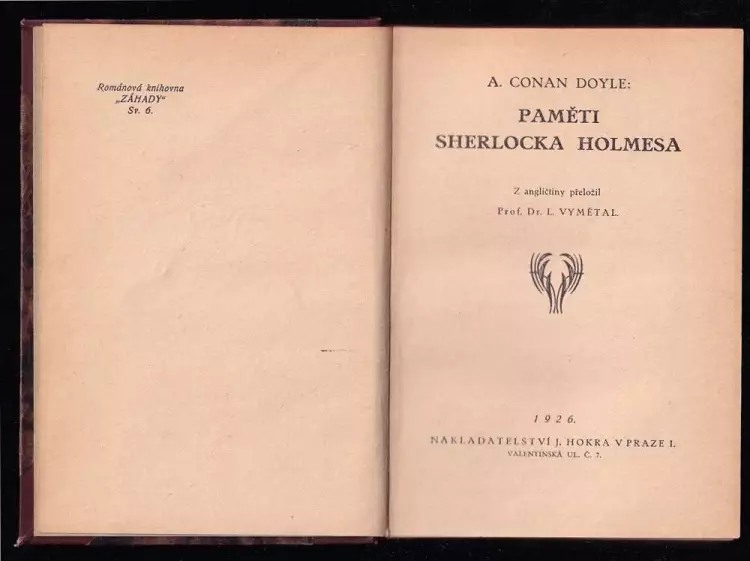 Románová knihovna
„ZÁHADY“
Sv. 6.
A. CONAN DOYLE:
PAMĚTI
SHERLOCKA HOLMESA
Z angličtiny přeložil
Prof. Dr. L. VYMĚTAL.
1926.
NAKLADATELSTVÍ J. HOKRA V PRAZE I.
VALENTINSKÁ UL. Č. 7.